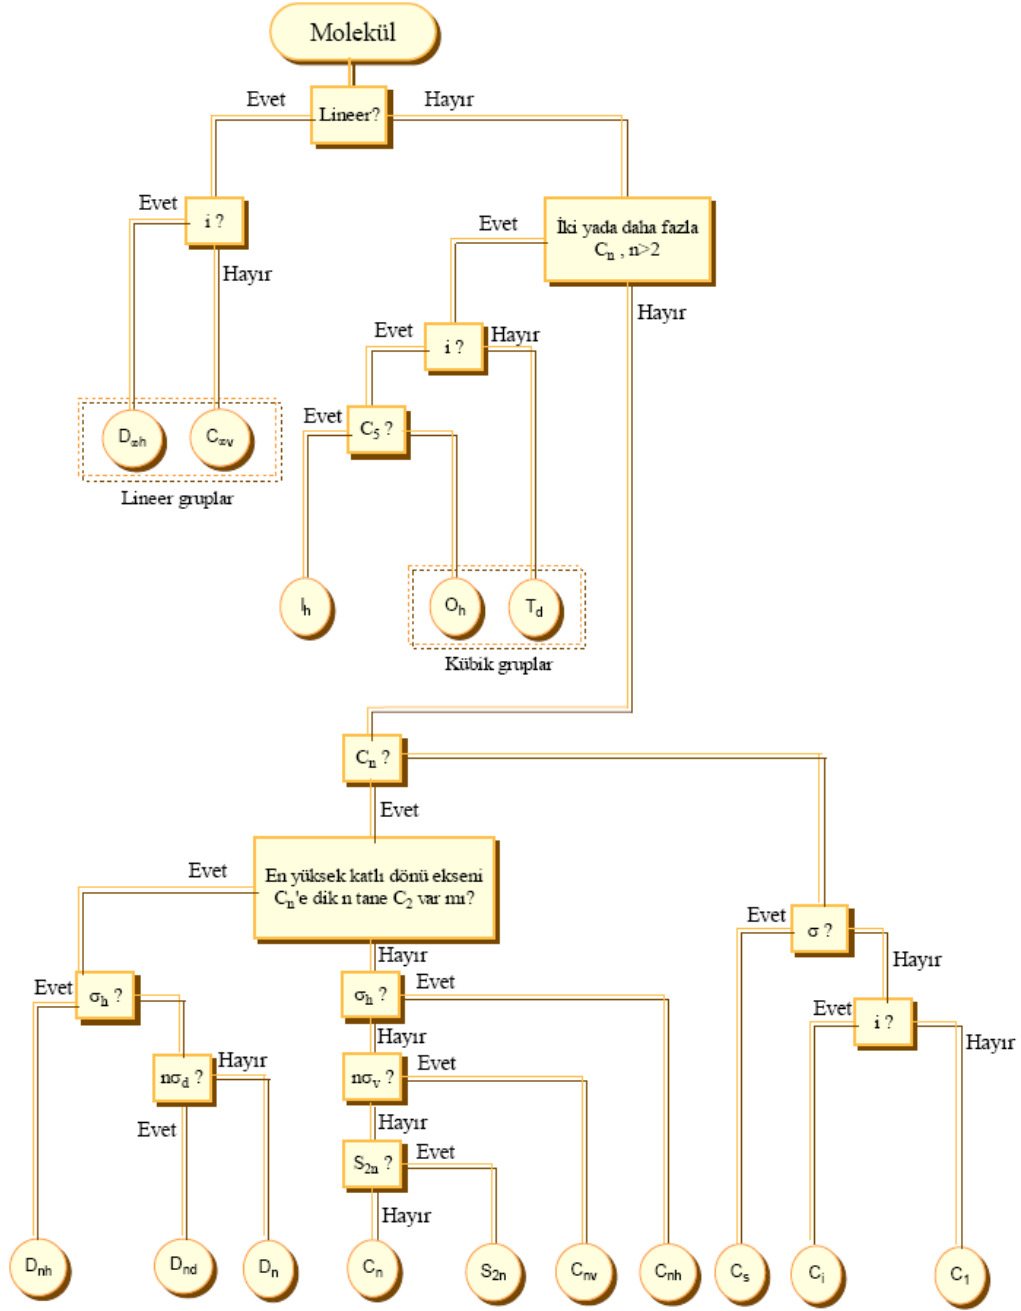 Molekül
Evet
Hayır
Lineer?
Evet
i ?
Hayır
Evet
İki yada daha fazla
Cₙ , n>2
Hayır
Evet
i ?
Hayır
Evet
C₅ ?
D∞h
C∞v
Lineer gruplar
Iₕ
Oₕ
T_d
Kübik gruplar
Cₙ ?
Evet
Evet
En yüksek katlı dönü ekseni
Cₙ'e dik n tane C₂ var mı?
Evet
σ ?
Hayır
Hayır
Evet
σₕ ?
σₕ ?
Evet
Evet
i ?
Hayır
Hayır
nσ_d ?
Hayır
nσᵥ ?
Evet
Evet
Hayır
S₂ₙ ?
Evet
Hayır
Dₙₕ
Dₙd
Dₙ
Cₙ
S₂ₙ
Cₙᵥ
Cₙₕ
Cₛ
Cᵢ
C₁